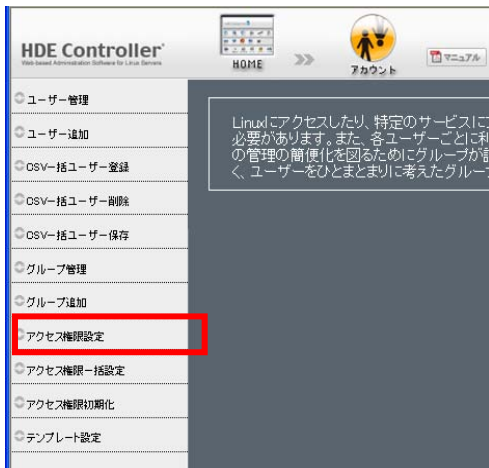 HDE Controller
Web-based Administration Software for Linux Servers
HOME
アカウント
マニュアル
ユーザー管理
ユーザー追加
CSV一括ユーザー登録
CSV一括ユーザー削除
CSV一括ユーザー保存
グループ管理
グループ追加
アクセス権限設定
アクセス権限一括設定
アクセス権限初期化
テンプレート設定
Linuxにアクセスしたり、特定のサービスに
必要があります。また、各ユーザーごとに利
の管理の簡便化を図るためにグループが
く、ユーザーをひとまとまりに考えたグルー